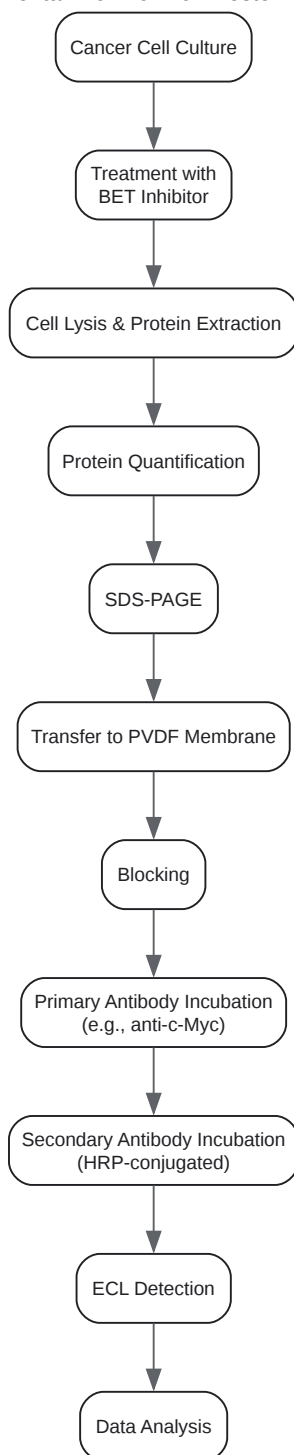 Cancer Cell Culture
Treatment with
BET Inhibitor
Cell Lysis & Protein Extraction
Protein Quantification
SDS-PAGE
Transfer to PVDF Membrane
Blocking
Primary Antibody Incubation
(e.g., anti-c-Myc)
Secondary Antibody Incubation
(HRP-conjugated)
ECL Detection
Data Analysis